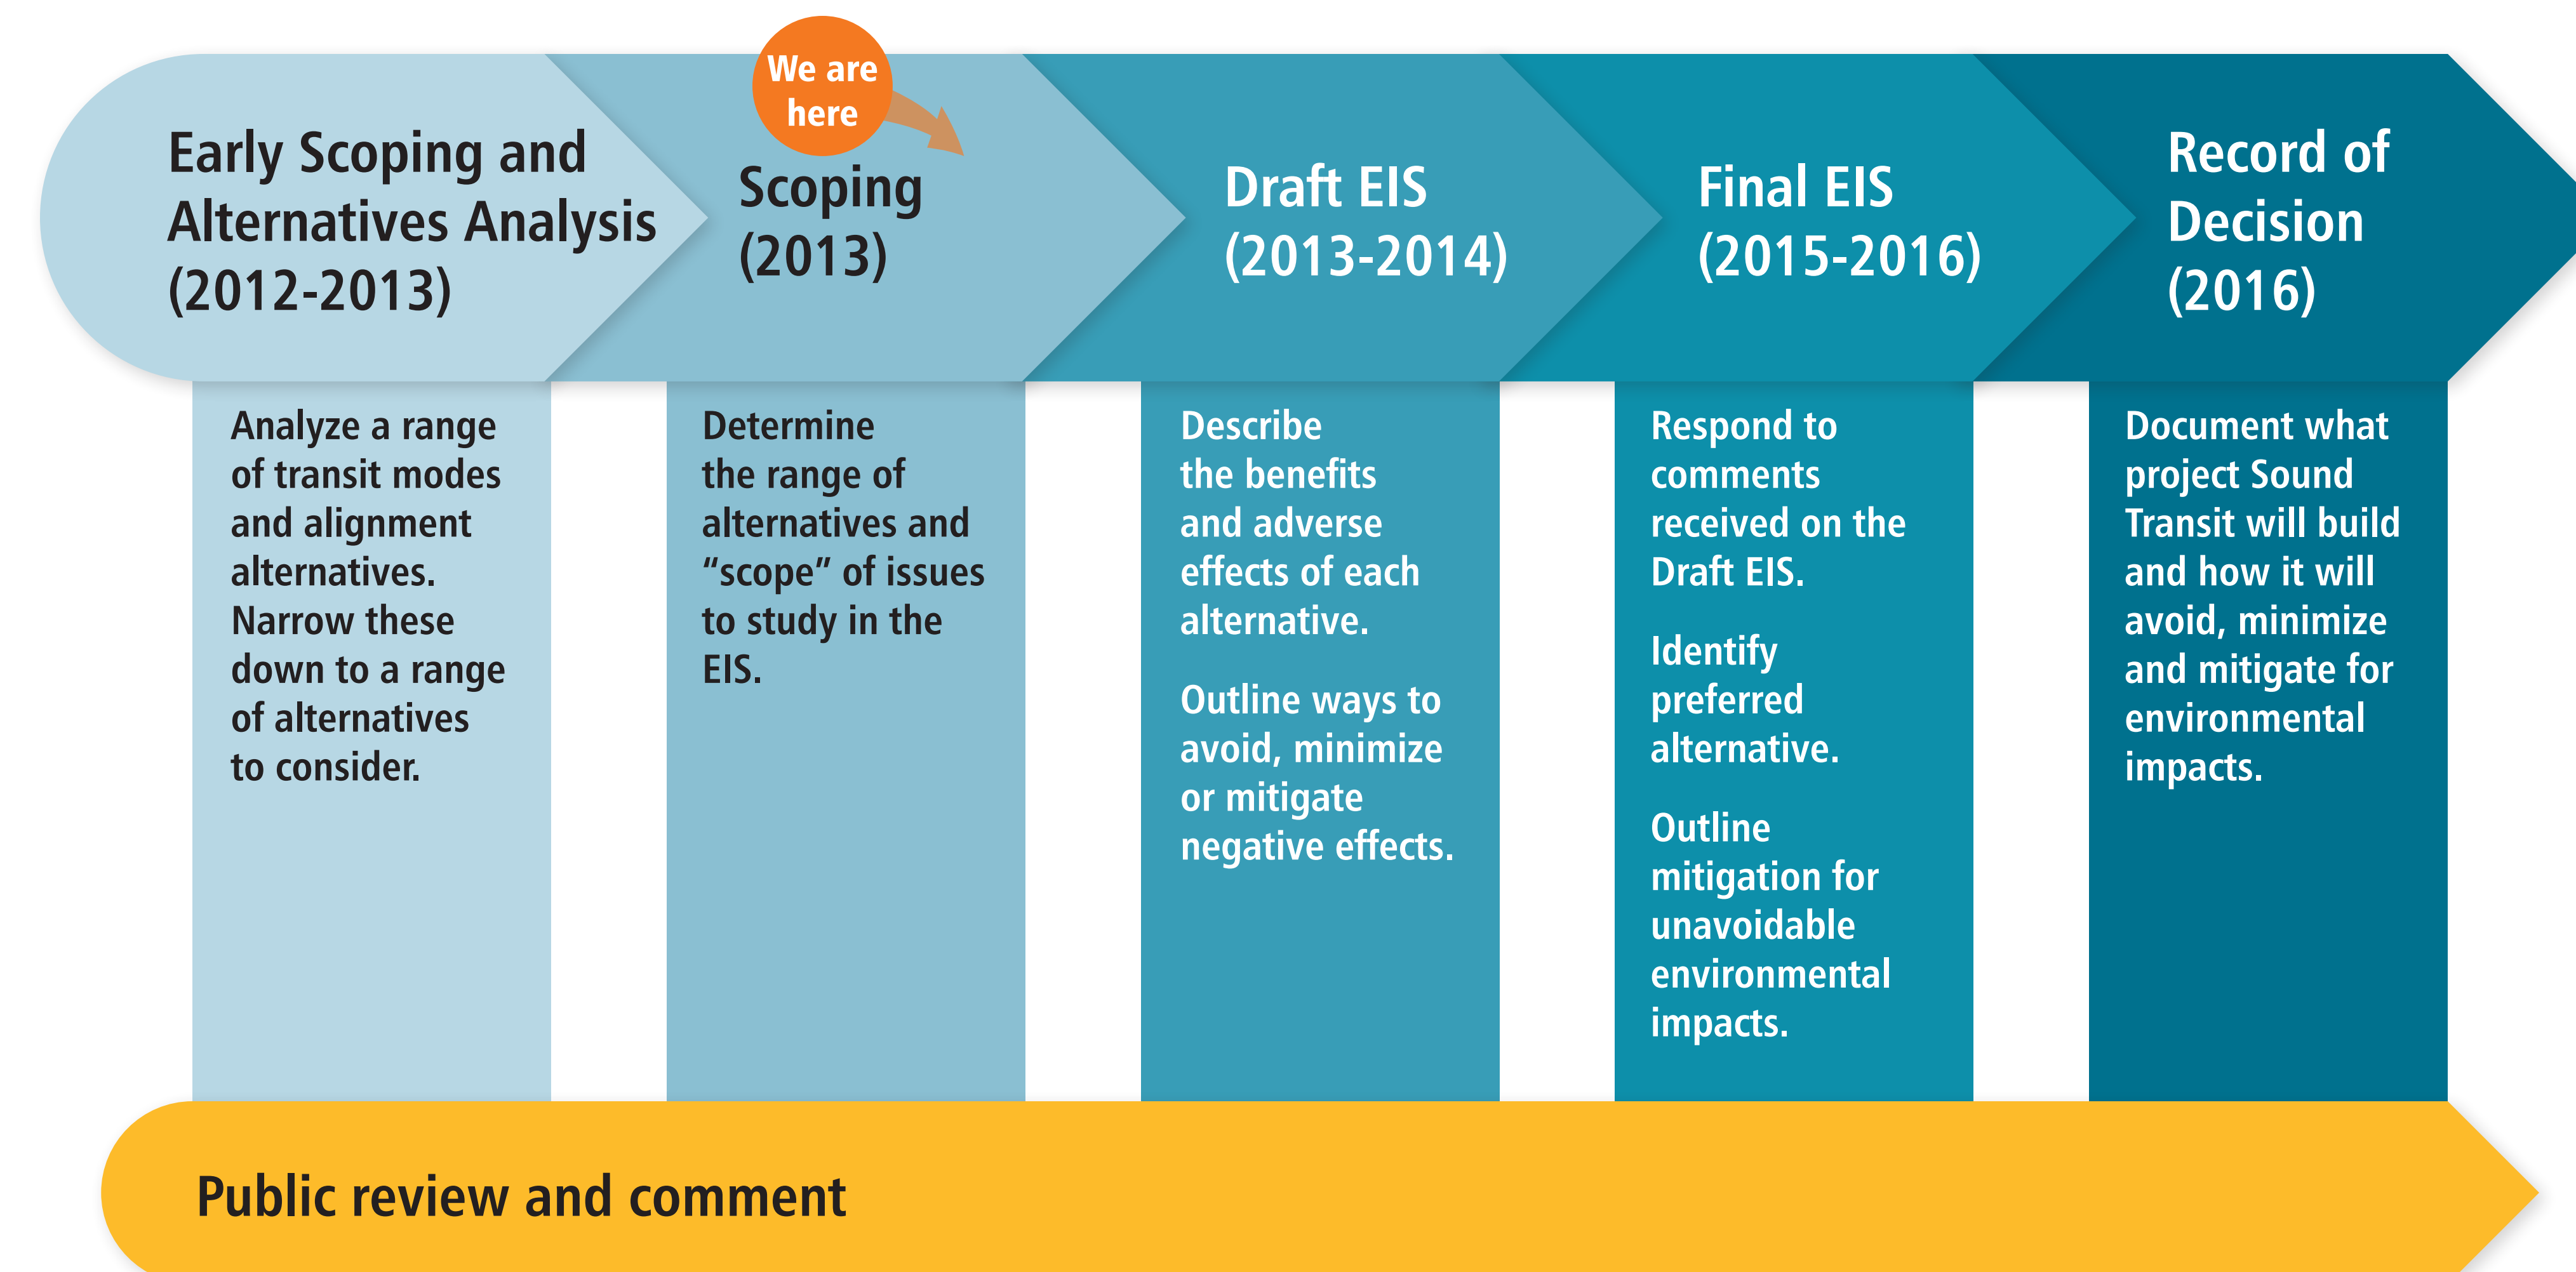 We are
here
Early Scoping and
Alternatives Analysis
(2012-2013)
Scoping
(2013)
Draft EIS
(2013-2014)
Final EIS
(2015-2016)
Record of
Decision
(2016)
Analyze a range
of transit modes
and alignment
alternatives.
Narrow these
down to a range
of alternatives
to consider.
Determine
the range of
alternatives and
“scope” of issues
to study in the
EIS.
Describe
the benefits
and adverse
effects of each
alternative.
Outline ways to
avoid, minimize
or mitigate
negative effects.
Respond to
comments
received on the
Draft EIS.
Identify
preferred
alternative.
Outline
mitigation for
unavoidable
environmental
impacts.
Document what
project Sound
Transit will build
and how it will
avoid, minimize
and mitigate for
environmental
impacts.
Public review and comment